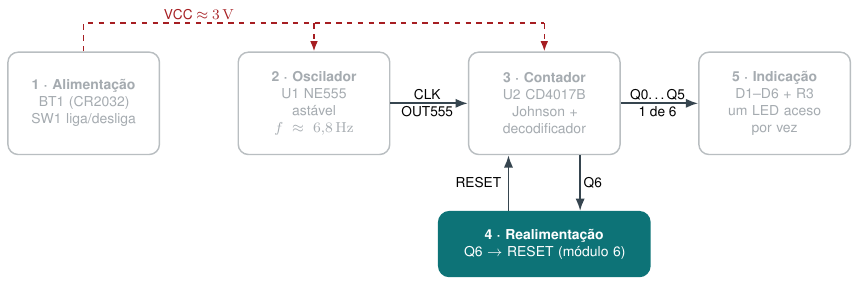 VCC ≈ 3 V
1 · Alimentação
BT1 (CR2032)
SW1 liga/desliga
2 · Oscilador
U1 NE555
astável
f ≈ 6,8 Hz
CLK
OUT555
3 · Contador
U2 CD4017B
Johnson +
decodificador
Q0…Q5
1 de 6
5 · Indicação
D1–D6 + R3
um LED aceso
por vez
RESET
Q6
4 · Realimentação
Q6 → RESET (módulo 6)